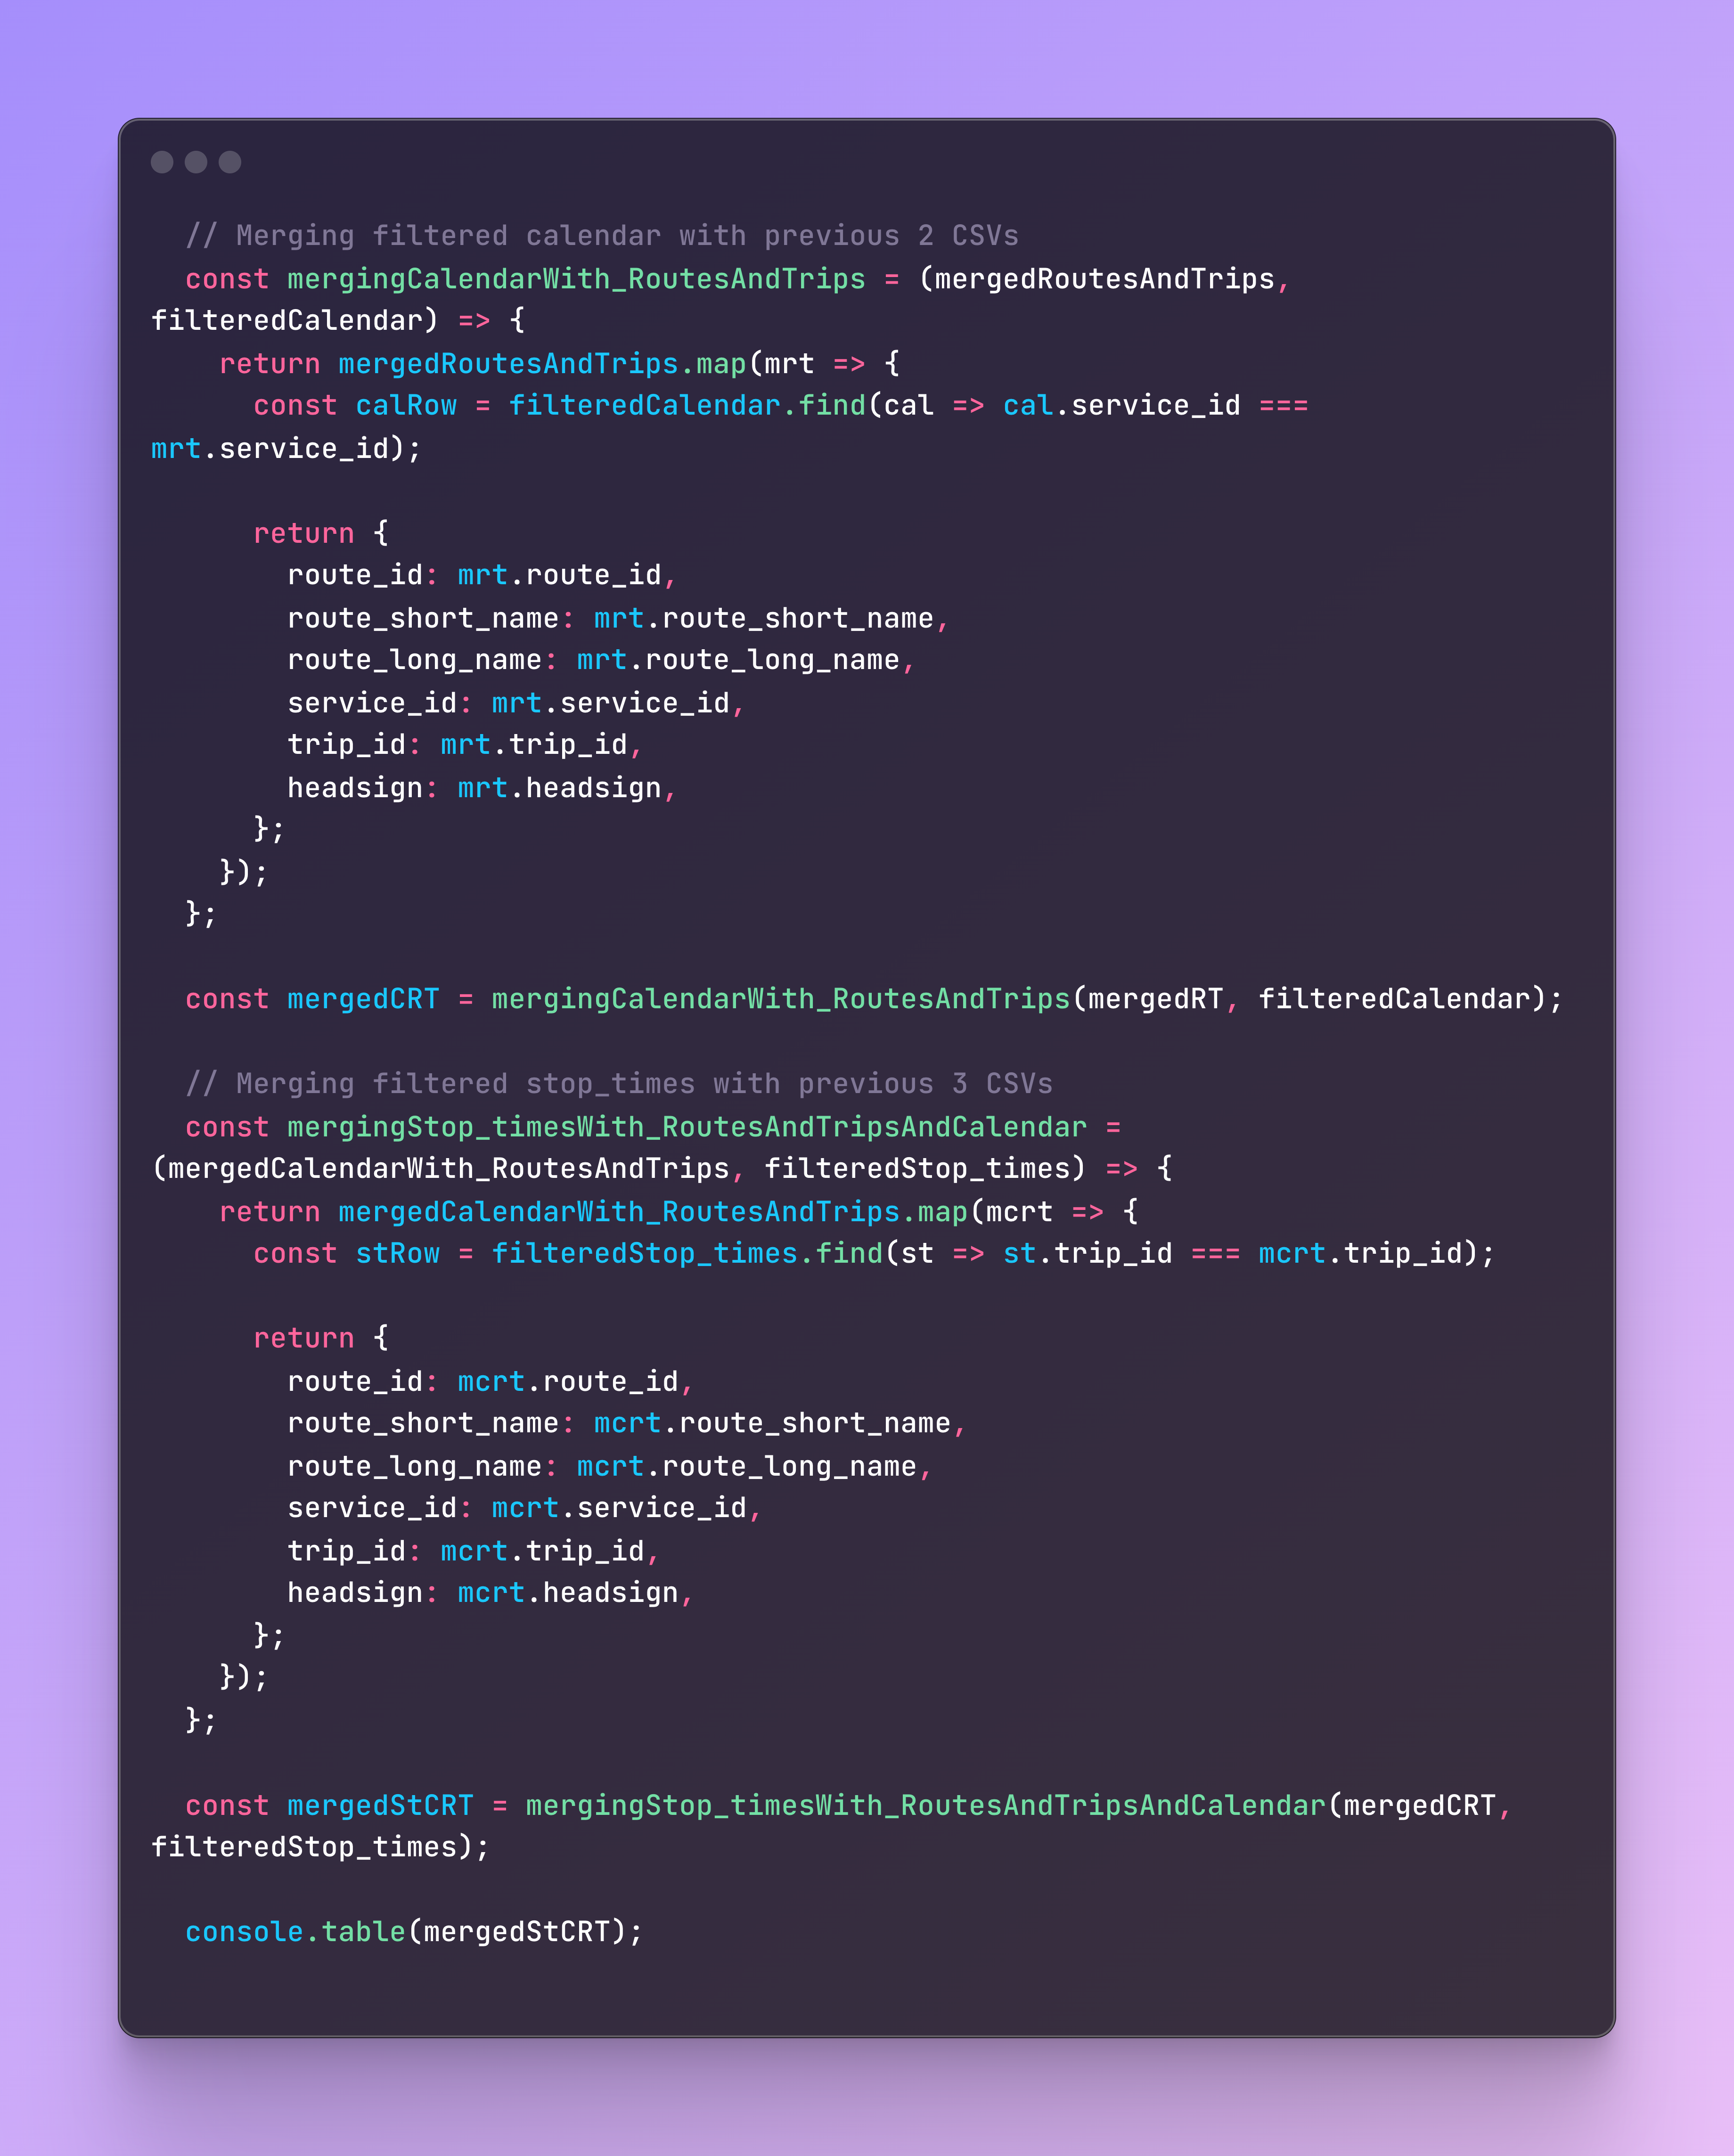 // Merging filtered calendar with previous 2 CSVs
const mergingCalendarWith_RoutesAndTrips = (mergedRoutesAndTrips,
filteredCalendar) => {
return mergedRoutesAndTrips.map(mrt => {
const calRow = filteredCalendar.find(cal => cal.service_id ===
mrt.service_id);
return {
route_id: mrt.route_id,
route_short_name: mrt.route_short_name,
route_long_name: mrt.route_long_name,
service_id: mrt.service_id,
trip_id: mrt.trip_id,
headsign: mrt.headsign,
};
});
};
const mergedCRT = mergingCalendarWith_RoutesAndTrips(mergedRT, filteredCalendar);
// Merging filtered stop_times with previous 3 CSVs
const mergingStop_timesWith_RoutesAndTripsAndCalendar =
(mergedCalendarWith_RoutesAndTrips, filteredStop_times) => {
return mergedCalendarWith_RoutesAndTrips.map(mcrt => {
const stRow = filteredStop_times.find(st => st.trip_id === mcrt.trip_id);
return {
route_id: mcrt.route_id,
route_short_name: mcrt.route_short_name,
route_long_name: mcrt.route_long_name,
service_id: mcrt.service_id,
trip_id: mcrt.trip_id,
headsign: mcrt.headsign,
};
});
};
const mergedStCRT = mergingStop_timesWith_RoutesAndTripsAndCalendar(mergedCRT,
filteredStop_times);
console.table(mergedStCRT);